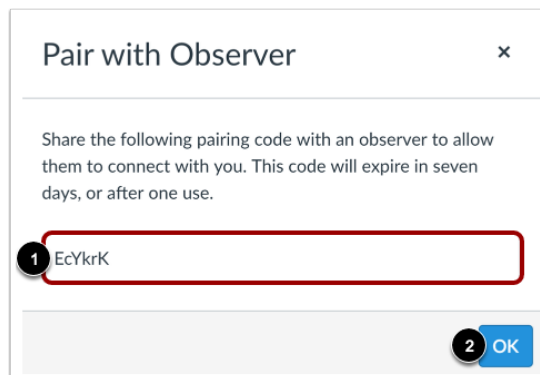 Pair with Observer ×
Share the following pairing code with an observer to allow
them to connect with you. This code will expire in seven
days, or after one use.
1 EcYkrK
2 OK